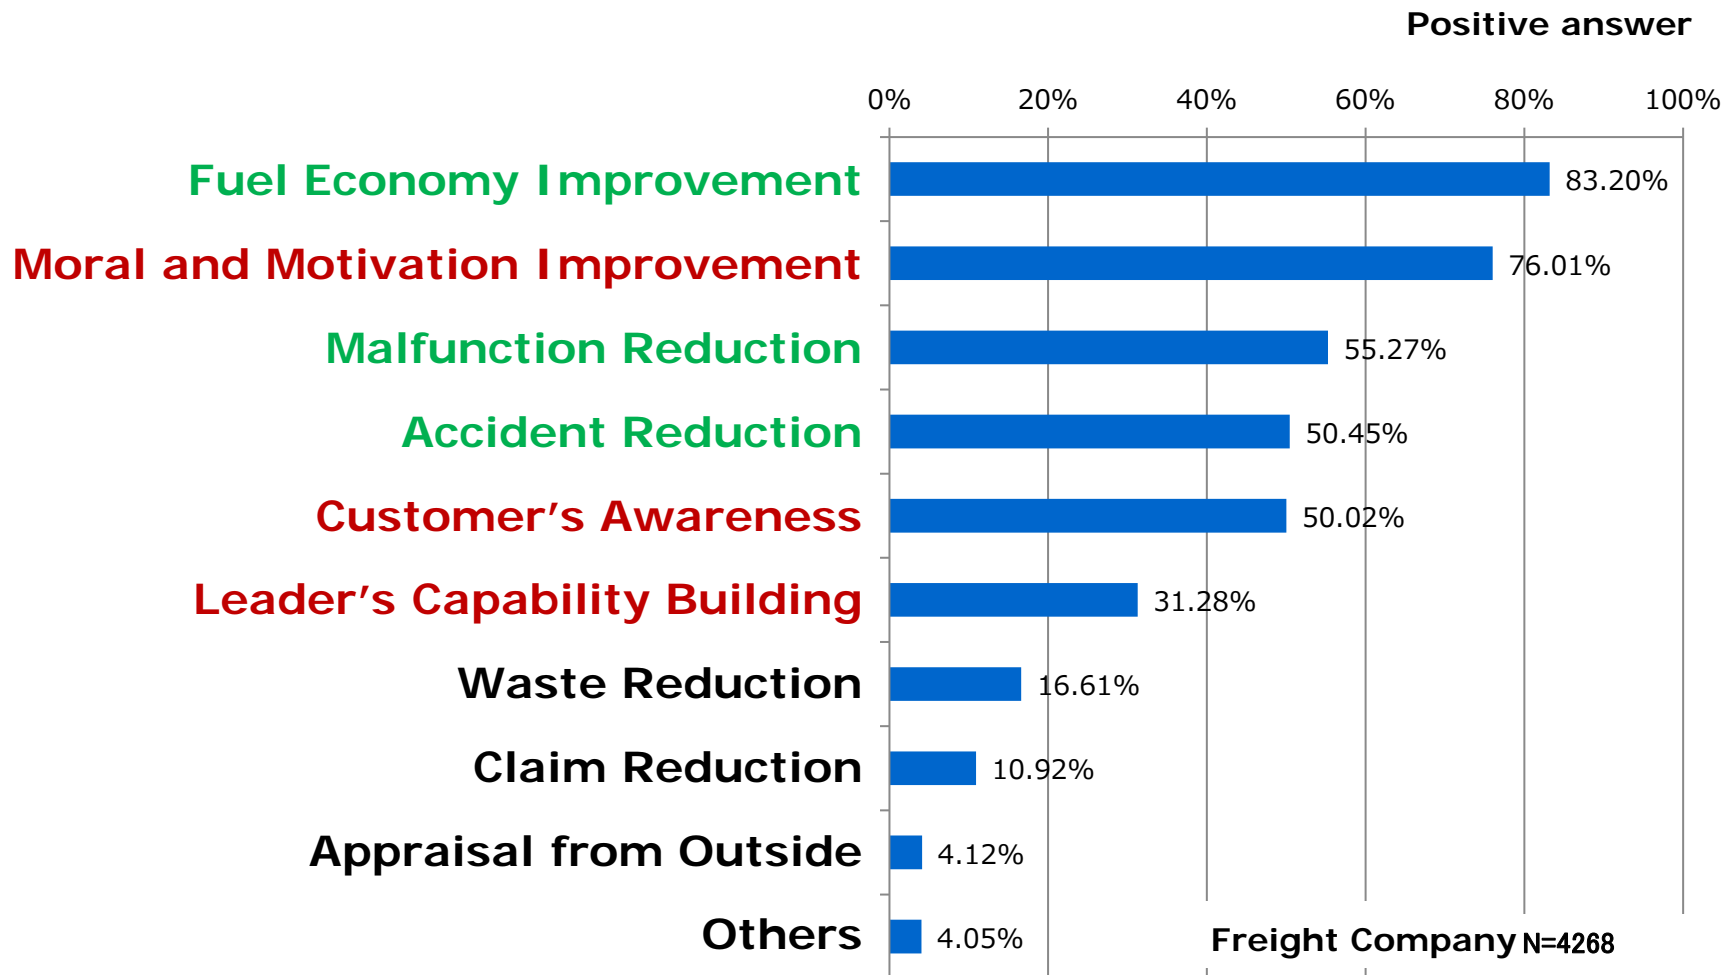 Positive answer
0% 20% 40% 60% 80% 100%
Fuel Economy Improvement 83.20%
Moral and Motivation Improvement 76.01%
Malfunction Reduction 55.27%
Accident Reduction 50.45%
Customer’s Awareness 50.02%
Leader’s Capability Building 31.28%
Waste Reduction 16.61%
Claim Reduction 10.92%
Appraisal from Outside 4.12%
Others 4.05%
Freight Company N=4268